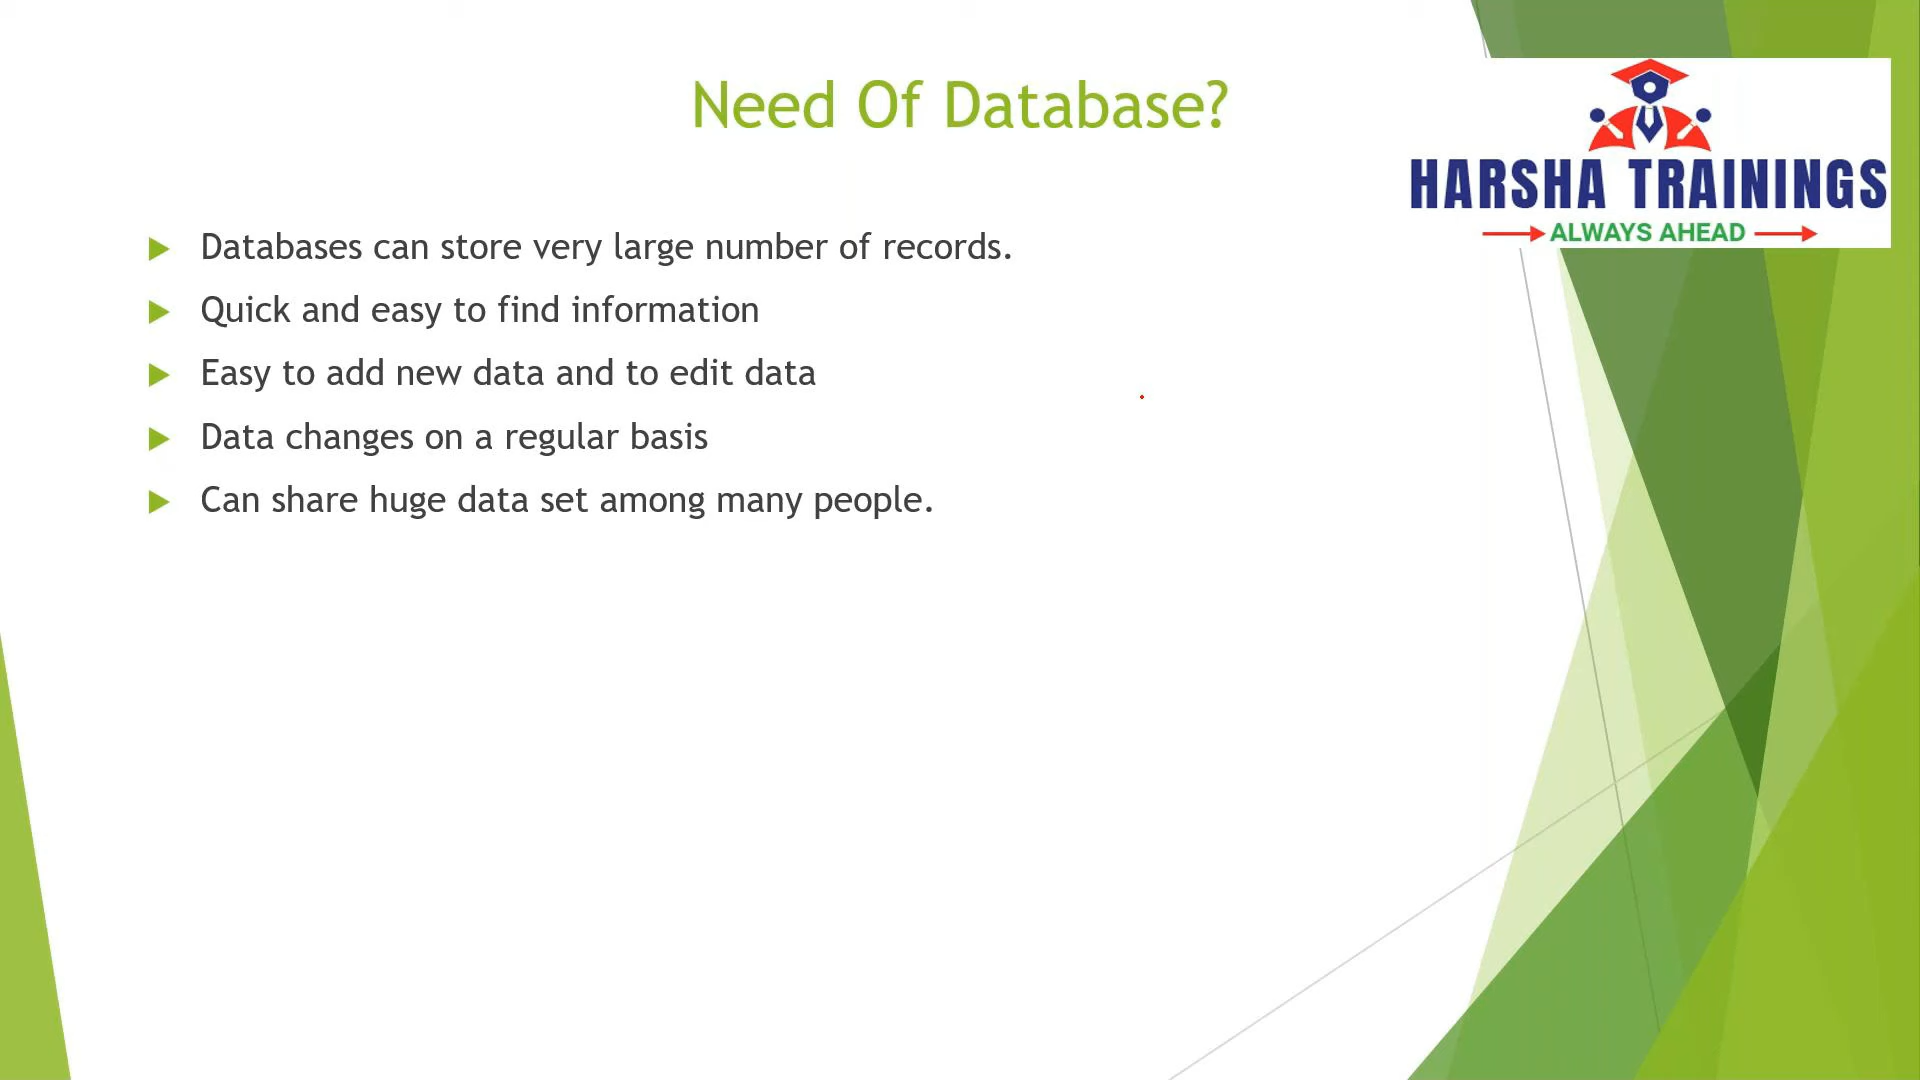 Need Of Database?
HARSHA TRAININGS
ALWAYS AHEAD
Databases can store very large number of records.
Quick and easy to find information
Easy to add new data and to edit data
Data changes on a regular basis
Can share huge data set among many people.